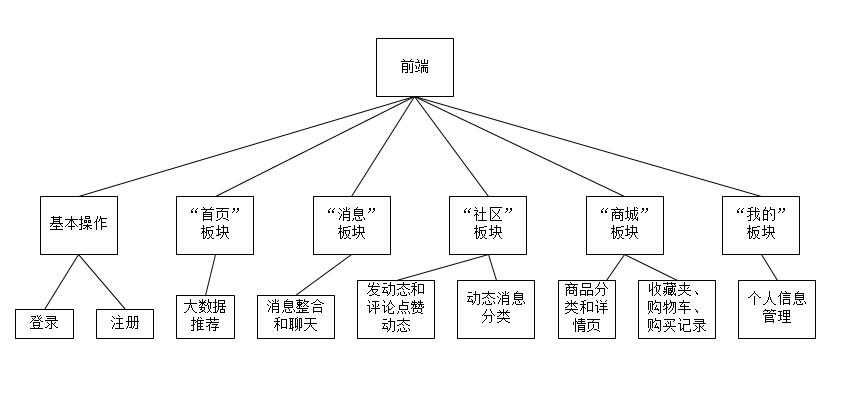 前端
基本操作
“首页”
板块
“消息”
板块
“社区”
板块
“商城”
板块
“我的”
板块
登录
注册
大数据
推荐
消息整合
和聊天
发动态和
评论点赞
动态
动态消息
分类
商品分
类和详
情页
收藏夹、
购物车、
购买记录
个人信息
管理